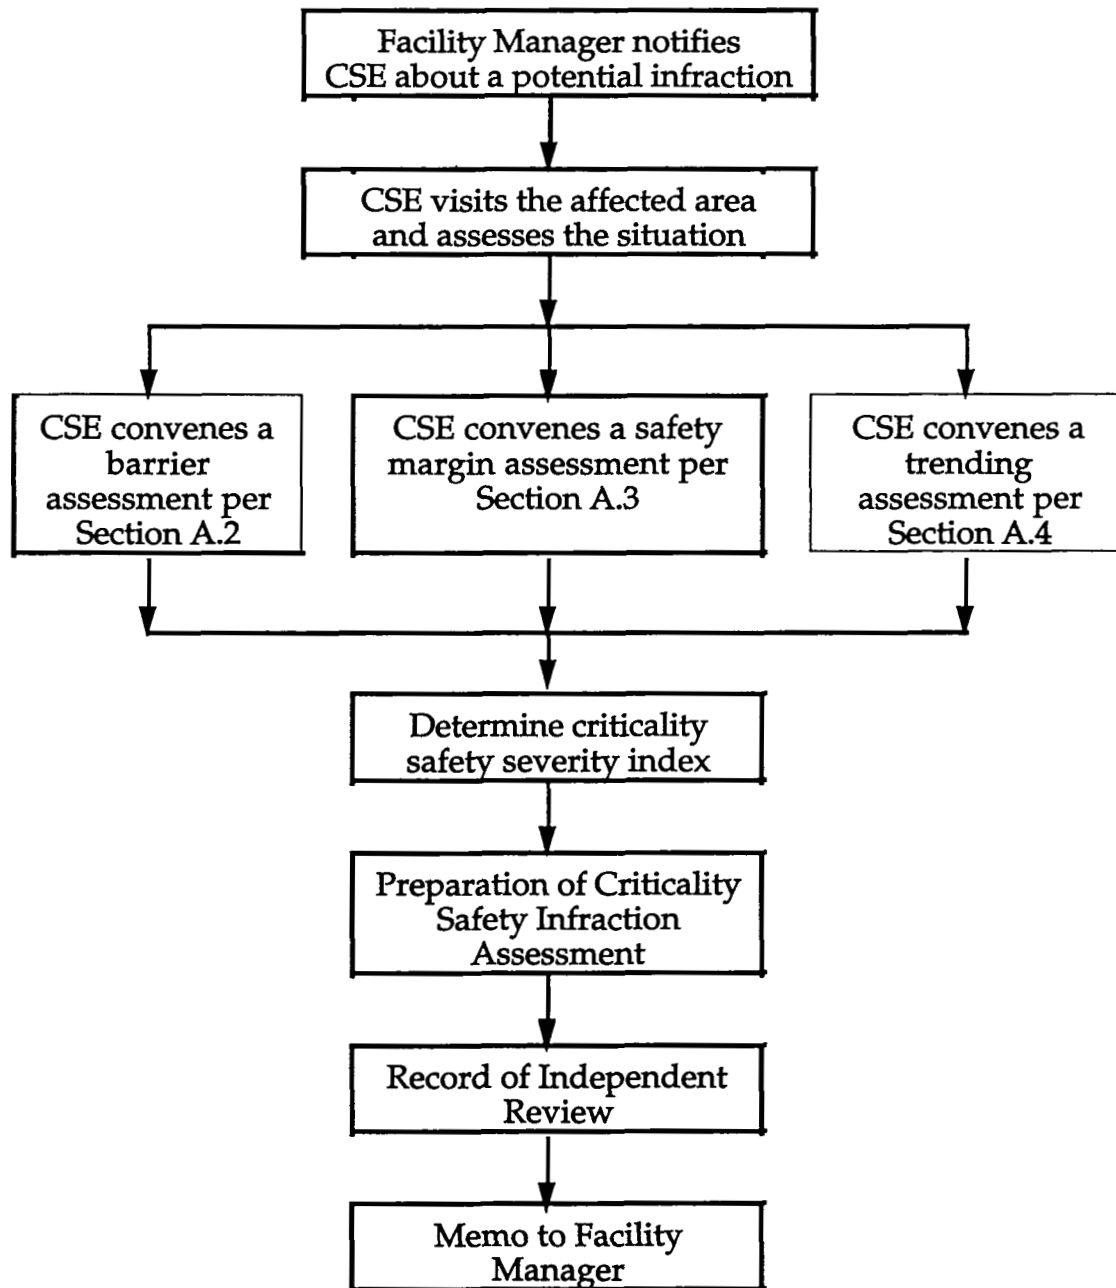 Facility Manager notifies
CSE about a potential infraction
CSE visits the affected area
and assesses the situation
CSE convenes a
barrier
assessment per
Section A.2
CSE convenes a safety
margin assessment per
Section A.3
CSE convenes a
trending
assessment per
Section A.4
Determine criticality
safety severity index
Preparation of Criticality
Safety Infraction
Assessment
Record of Independent
Review
Memo to Facility
Manager